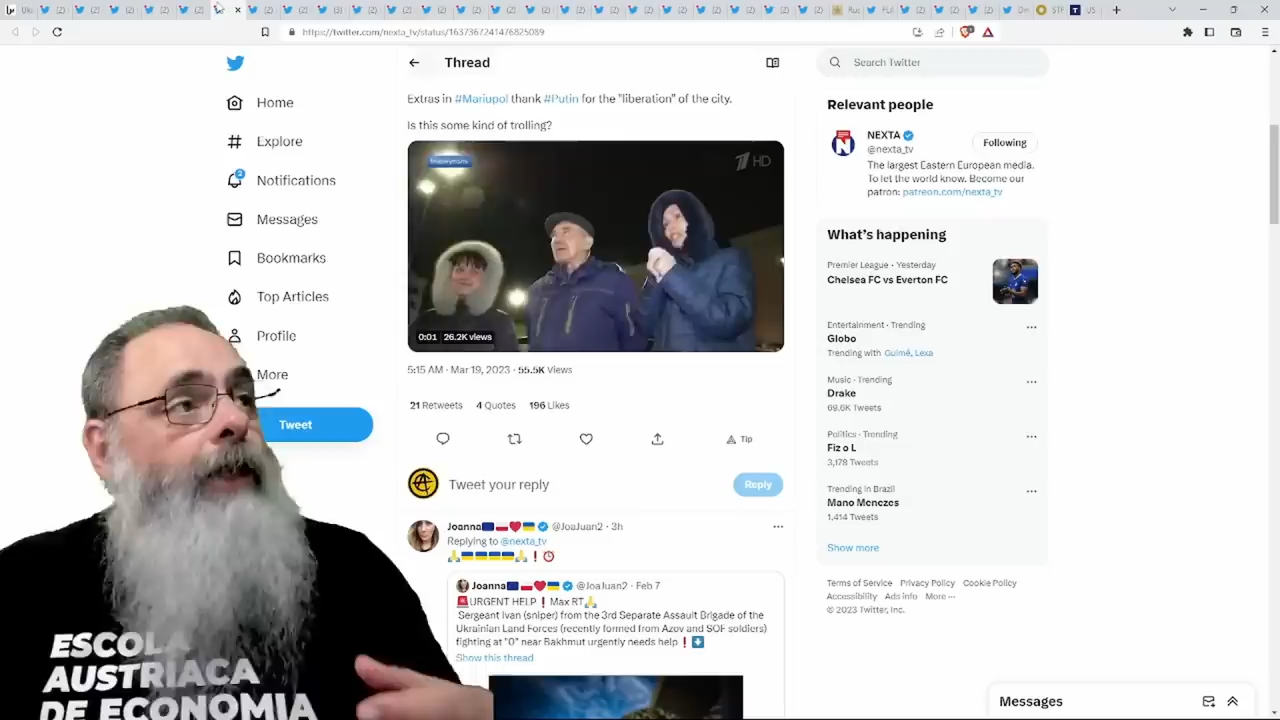 https://twitter.com/nexta_tv/status/1637367241476825089
Home
Explore
2
Notifications
Messages
Bookmarks
Top Articles
Profile
More
Tweet
Thread
Extras in #Mariupol thank #Putin for the "liberation" of the city.
Is this some kind of trolling?
HD
0:01 26.2K views
5:15 AM · Mar 19, 2023 · 55.5K Views
21 Retweets 4 Quotes 196 Likes
Tip
Tweet your reply
Reply
Joanna @JoaJuan2 · 3h
Replying to @nexta_tv
Joanna @JoaJuan2 · Feb 7
URGENT HELP❗Max RT
Sergeant Ivan (sniper) from the 3rd Separate Assault Brigade of the
Ukrainian Land Forces (recently formed from Azov and SOF soldiers)
fighting at "0" near Bakhmut urgently needs help❗
Show this thread
Search Twitter
Relevant people
NEXTA
@nexta_tv
Following
The largest Eastern European media.
To let the world know. Become our
patron: patreon.com/nexta_tv
What's happening
Premier League · Yesterday
Chelsea FC vs Everton FC
Entertainment · Trending
Globo
Trending with Guimê, Lexa
Music · Trending
Drake
69.6K Tweets
Politics · Trending
Fiz o L
3,178 Tweets
Trending in Brazil
Mano Menezes
1,414 Tweets
Show more
Terms of Service Privacy Policy Cookie Policy
Accessibility Ads info More ···
© 2023 Twitter, Inc.
Messages
ESCOLA
AUSTRIACA
DE ECONOMIA